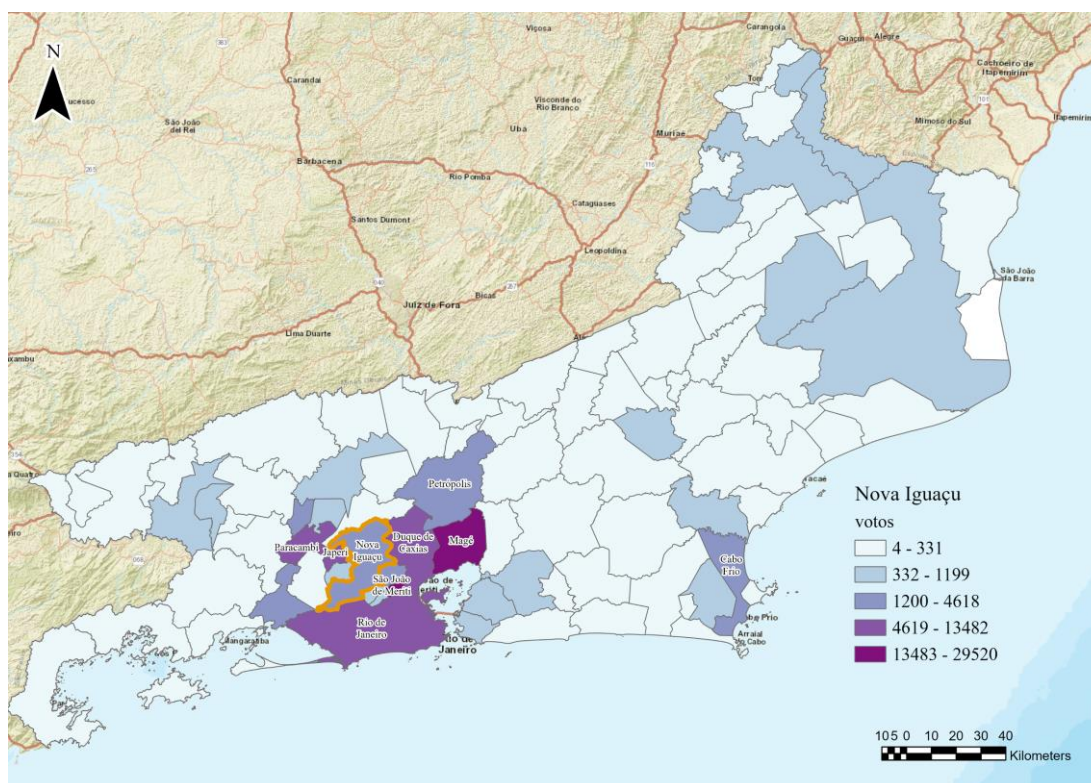 N
Carangola
Viçosa
Guaçuí
Alegre
Cachoeiro de
Itapemirim
Carandaí
Visconde do
Rio Branco
São João
del Rei
Ubá
Mimoso do Sul
Itapemirim
Muriaé
Barbacena
Rio Pomba
Cataguases
Santos Dumont
Leopoldina
São João
da Barra
Juiz de Fora
Bicas
Lima Duarte
Petrópolis
Paracambi
Japeri
Nova
Iguaçu
Duque de
Caxias
Magé
São João
de Meriti
Rio de
Janeiro
Cabo
Frio
Arraial
do Cabo
Janeiro
Nova Iguaçu
votos
4 - 331
332 - 1199
1200 - 4618
4619 - 13482
13483 - 29520
10 5 0 10 20 30 40
Kilometers